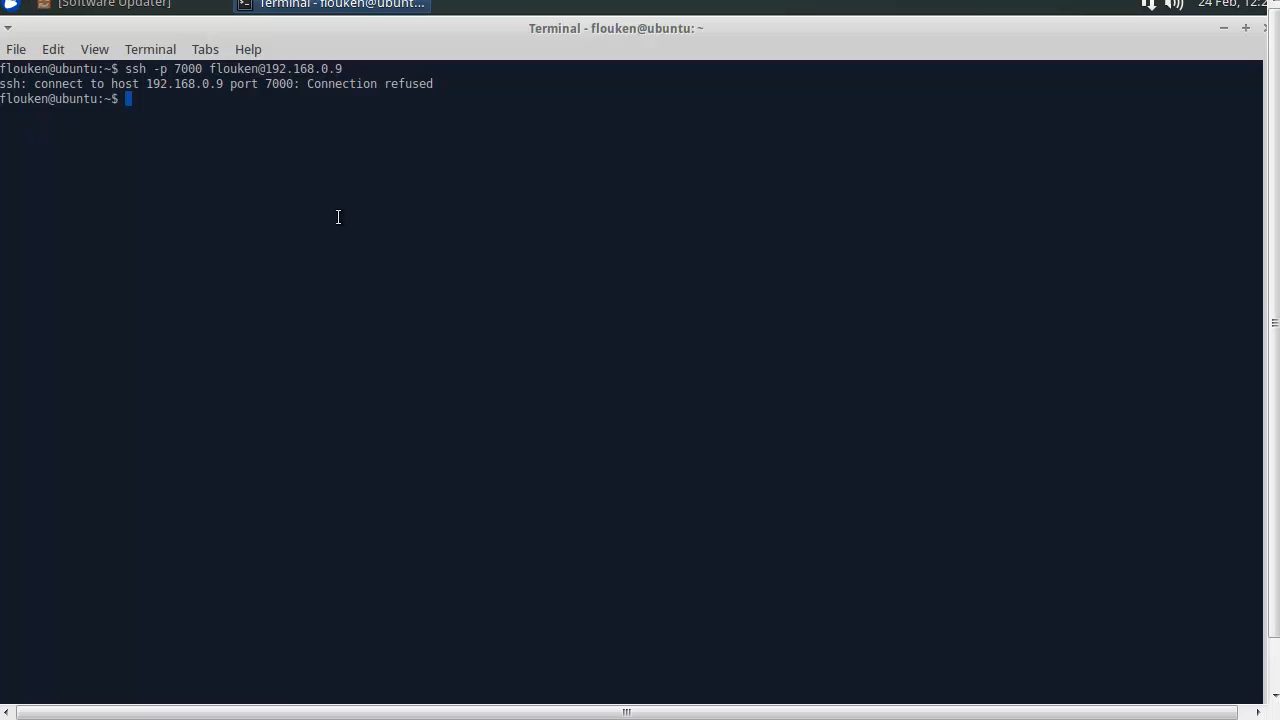 [Software Updater]
Terminal - flouken@ubunt...
24 Feb, 12:2
Terminal - flouken@ubuntu: ~
File Edit View Terminal Tabs Help
flouken@ubuntu:~$ ssh -p 7000 flouken@192.168.0.9
ssh: connect to host 192.168.0.9 port 7000: Connection refused
flouken@ubuntu:~$